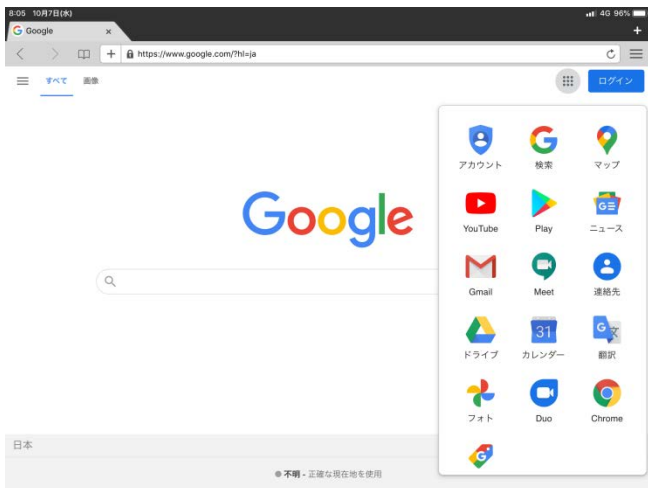 8:05 10月7日(水)
4G 96%
Google
https://www.google.com/?hl=ja
すべて 画像
ログイン
アカウント 検索 マップ
Google
G
YouTube Play ニュース
Gmail Meet 連絡先
31
G 文
ドライブ カレンダー 翻訳
フォト Duo Chrome
日本
不明 - 正確な現在地を使用